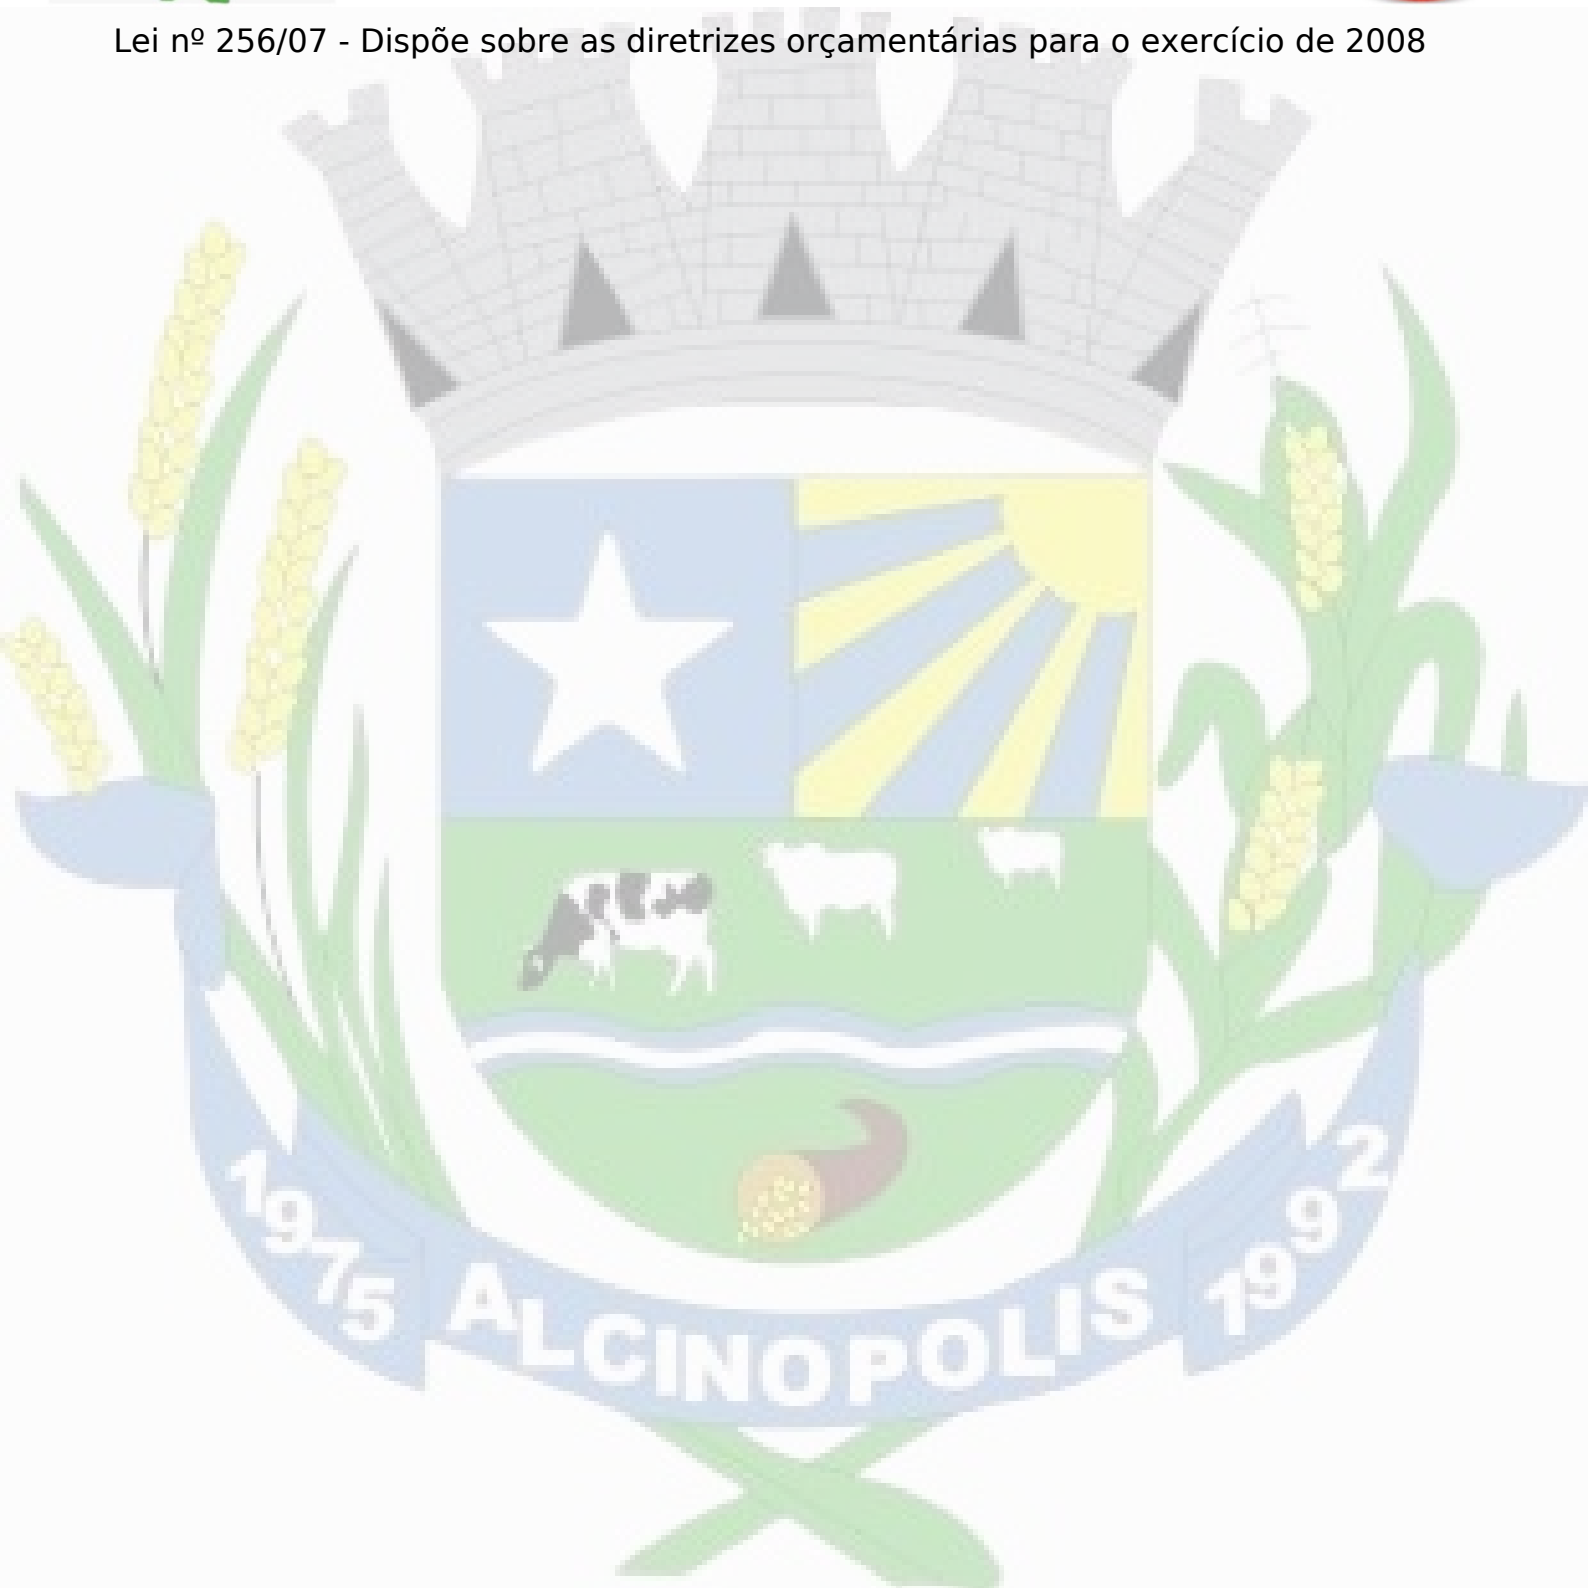 Lei nº 256/07 - Dispõe sobre as diretrizes orçamentárias para o exercício de 2008
1975 ALCINOPOLIS 1992